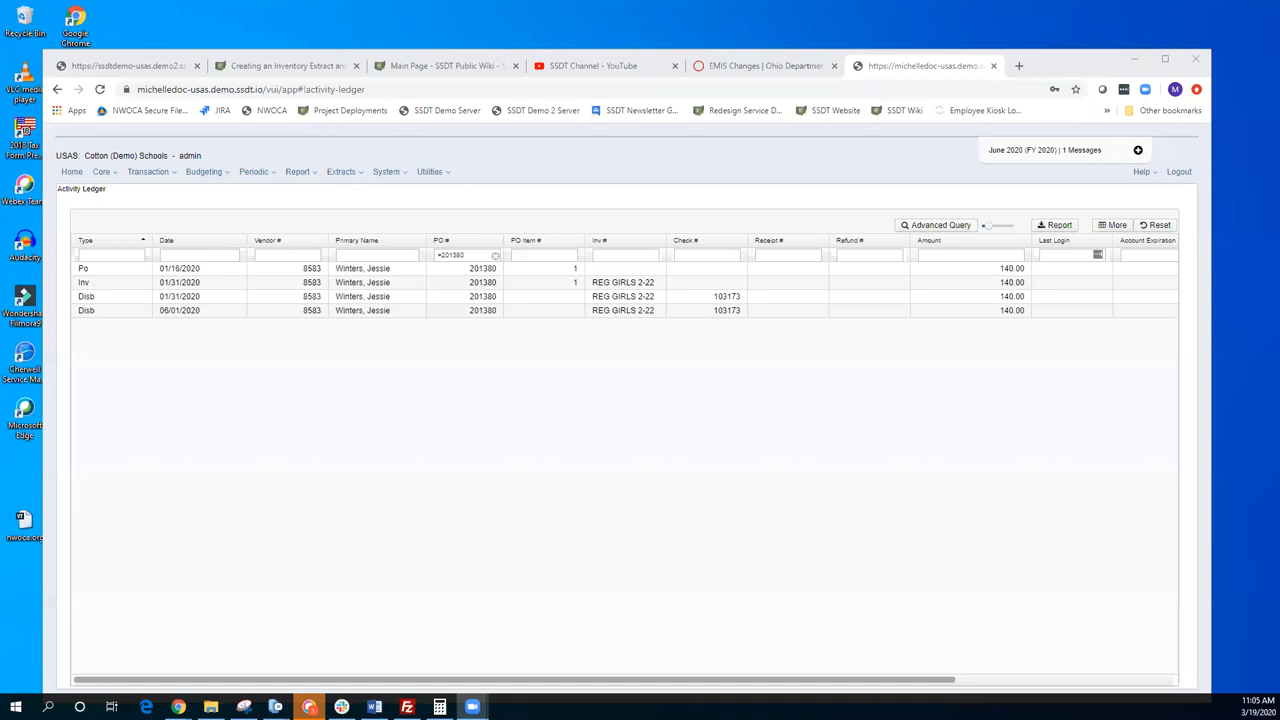 Recycle Bin
Google Chrome
VLC media player
2018 Tax Form Pre...
Webex Team
Audacity
Wondersha Filmora9
Cherwell Service Ma...
Microsoft Edge
nwoca.org
https://ssdtdemo-usas.demo2.ss
Creating an Inventory Extract an
Main Page - SSDT Public Wiki - S
SSDT Channel - YouTube
EMIS Changes | Ohio Departmen
https://michelledoc-usas.demo.s
michelledoc-usas.demo.ssdt.io/vui/app#!activity-ledger
M
Apps
NWOCA Secure File...
JIRA
NWOCA
Project Deployments
SSDT Demo Server
SSDT Demo 2 Server
SSDT Newsletter G...
Redesign Service D...
SSDT Website
SSDT Wiki
Employee Kiosk Lo...
»
Other bookmarks
June 2020 (FY 2020) | 1 Messages
USAS: Cotton (Demo) Schools - admin
Home Core Transaction Budgeting Periodic Report Extracts System Utilities Help Logout
Activity Ledger
Advanced Query Report More Reset
Type Date Vendor # Primary Name PO # PO Item # Inv # Check # Receipt # Refund # Amount Last Login Account Expiration
=201380
Po 01/16/2020 8583 Winters, Jessie 201380 1 140.00
Inv 01/31/2020 8583 Winters, Jessie 201380 1 REG GIRLS 2-22 140.00
Disb 01/31/2020 8583 Winters, Jessie 201380 REG GIRLS 2-22 103173 140.00
Disb 06/01/2020 8583 Winters, Jessie 201380 REG GIRLS 2-22 103173 140.00
11:05 AM
3/19/2020